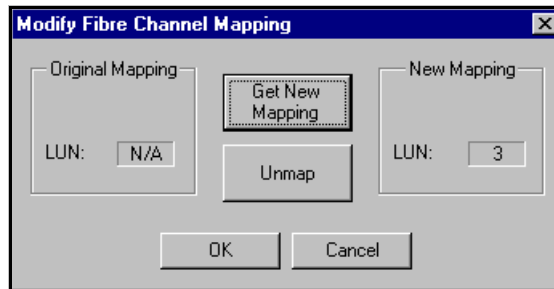 Modify Fibre Channel Mapping
Original Mapping
LUN: N/A
Get New
Mapping
Unmap
New Mapping
LUN: 3
OK
Cancel